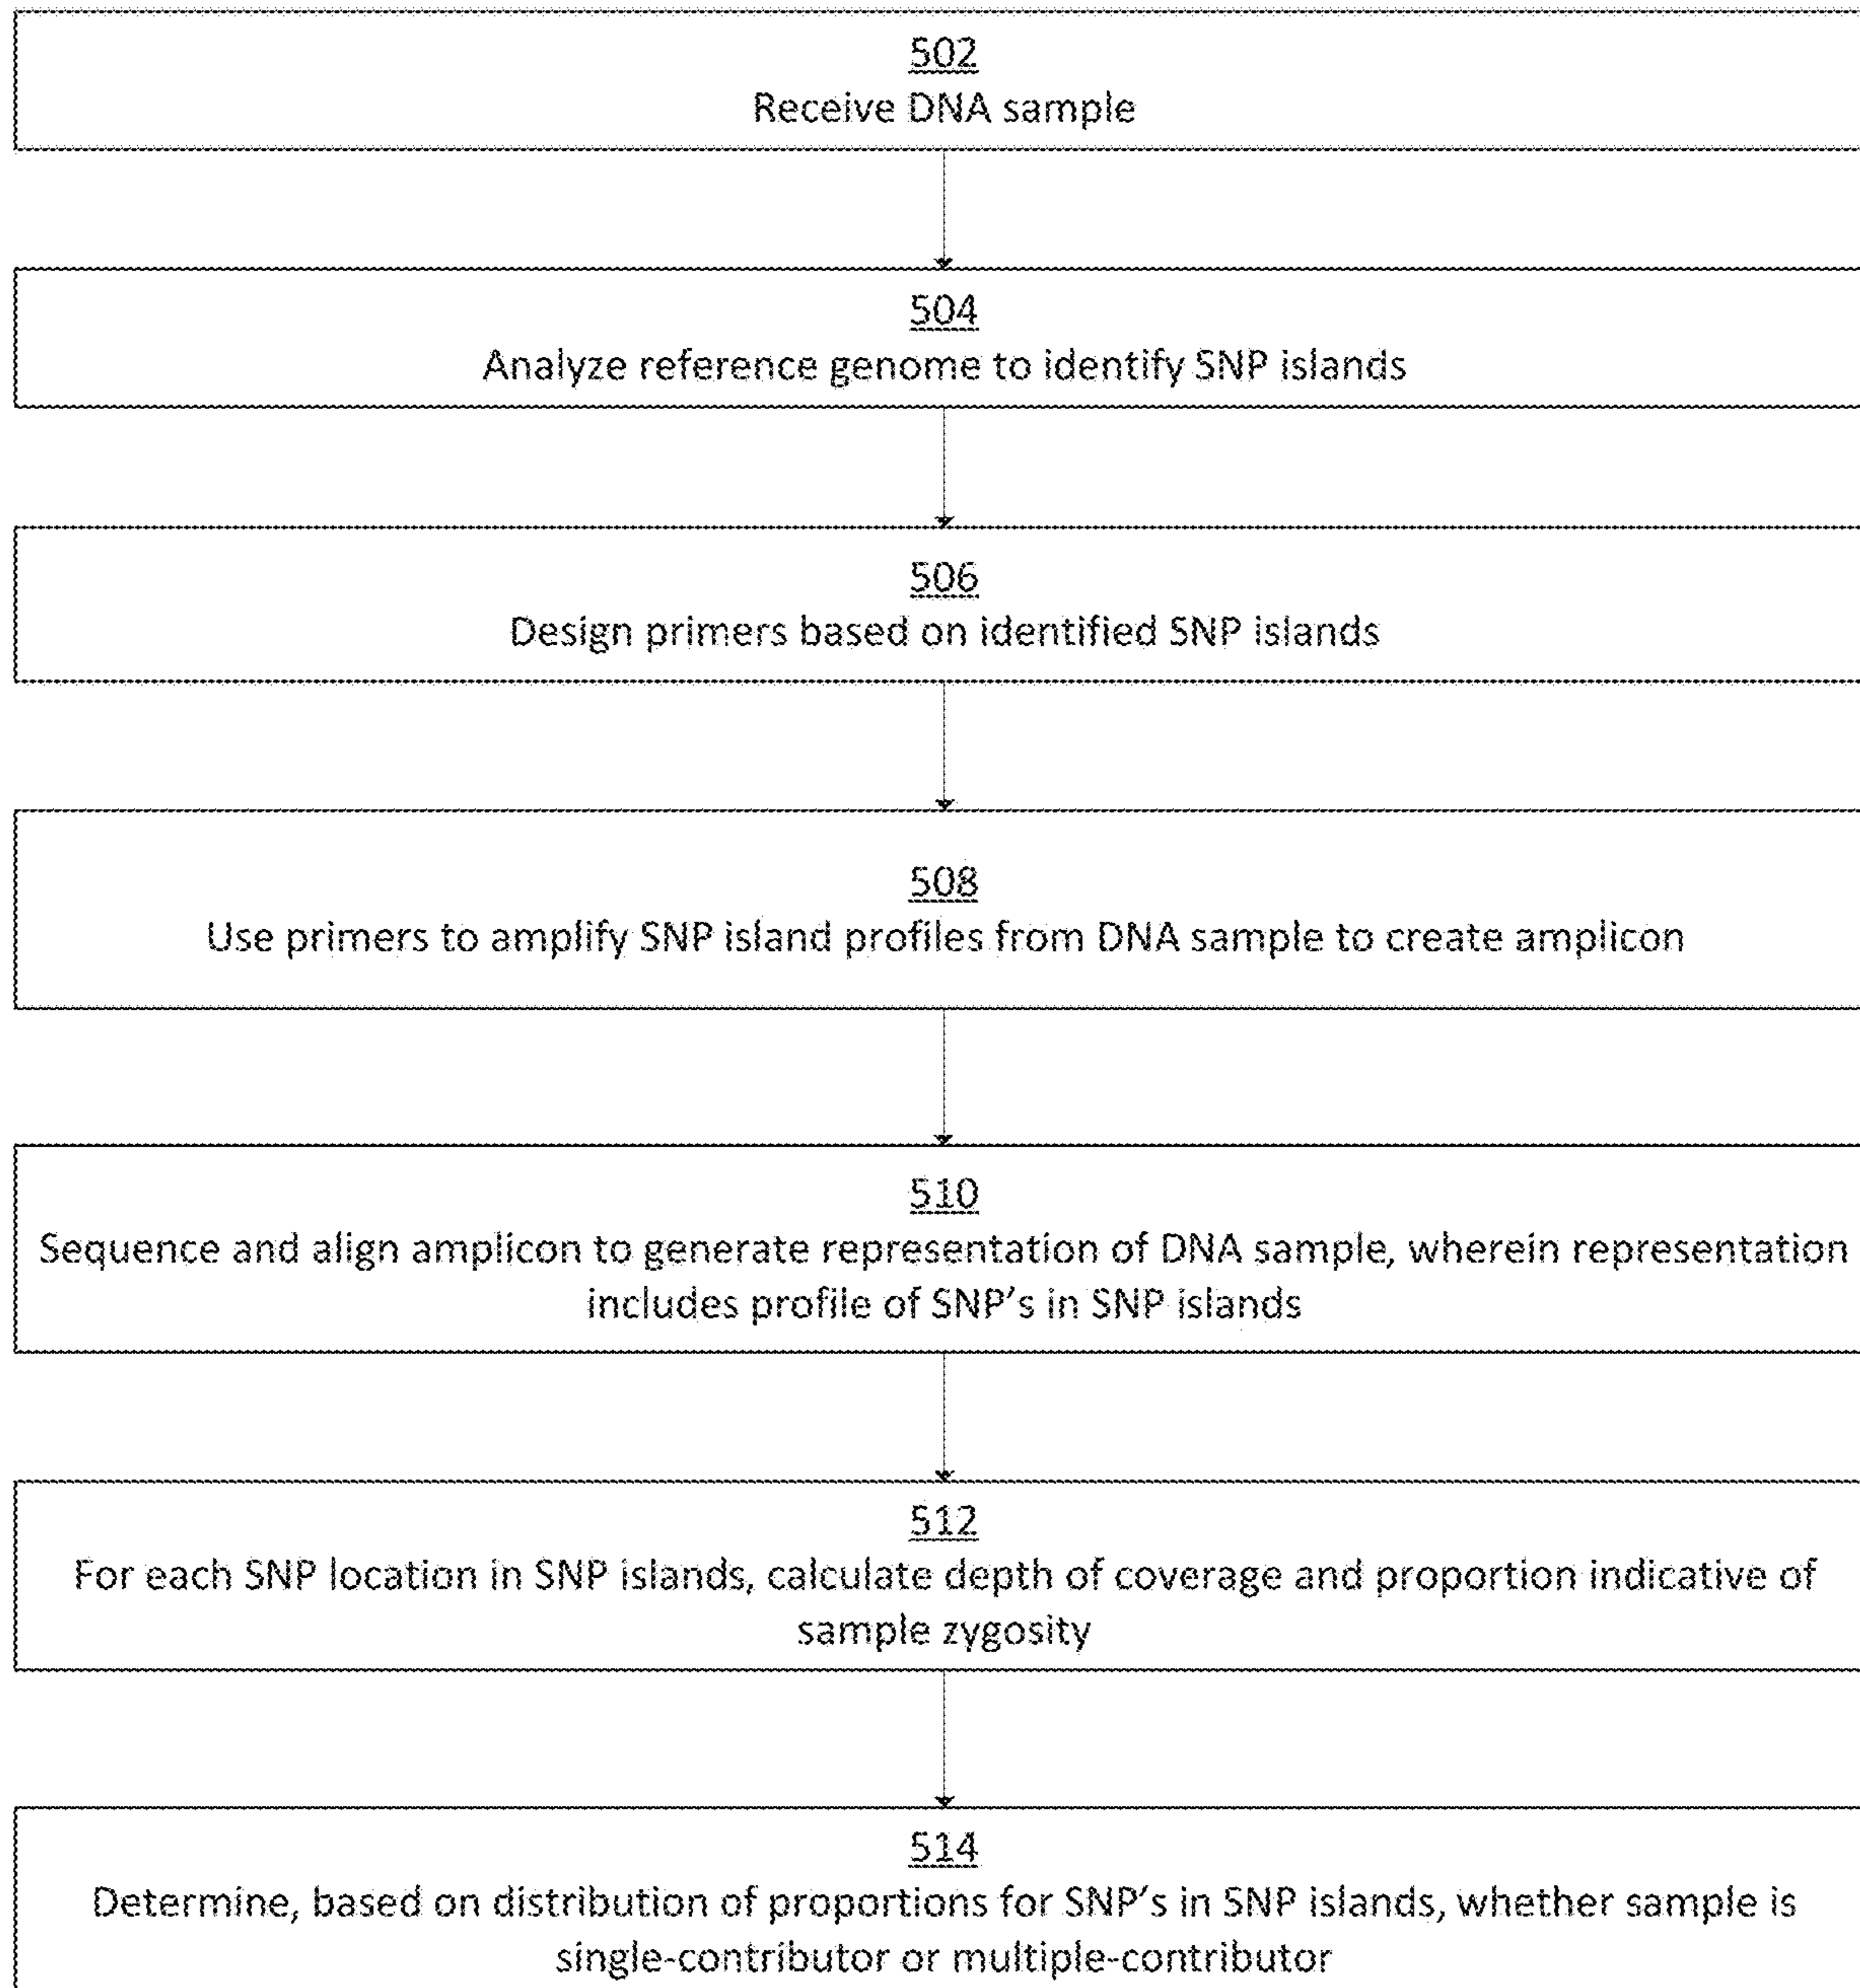 502
Receive DNA sample
504
Analyze reference genome to identify SNP islands
506
Design primers based on identified SNP islands
508
Use primers to amplify SNP island profiles from DNA sample to create amplicon
510
Sequence and align amplicon to generate representation of DNA sample, wherein representation
includes profile of SNP's in SNP islands
512
For each SNP location in SNP islands, calculate depth of coverage and proportion indicative of
sample zygosity
514
Determine, based on distribution of proportions for SNP's in SNP islands, whether sample is
single-contributor or multiple-contributor